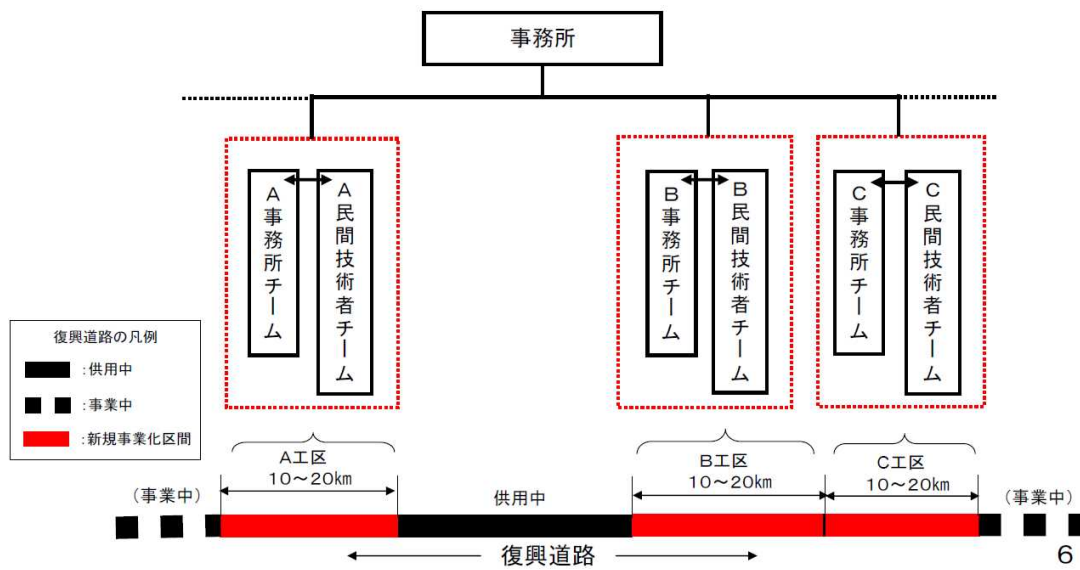 事務所
A事務所チーム
A民間技術者チーム
B事務所チーム
B民間技術者チーム
C事務所チーム
C民間技術者チーム
復興道路の凡例
:供用中
:事業中
:新規事業化区間
A工区
10～20km
B工区
10～20km
C工区
10～20km
(事業中)
供用中
(事業中)
復興道路
6